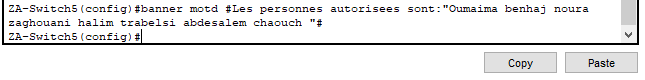 ZA-Switch5(config)#banner motd #Les personnes autorisees sont:"Oumaima benhaj noura
zaghouani halim trabelsi abdesalem chaouch "#
ZA-Switch5(config)#
Copy Paste